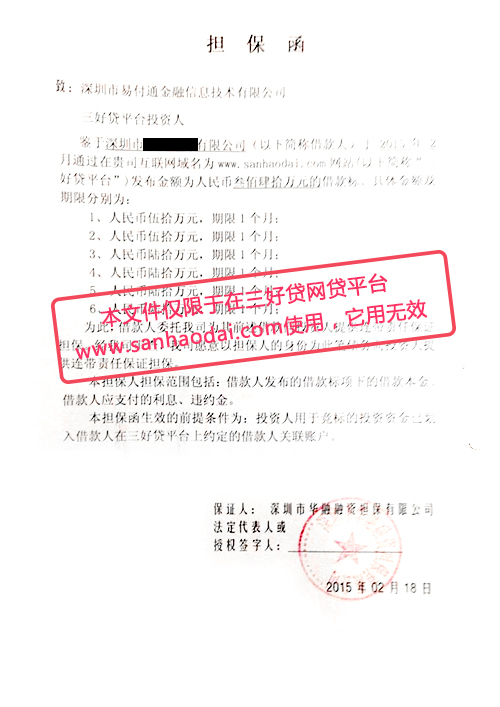 担 保 函
致：深圳市易付通金融信息技术有限公司
三好贷平台投资人
鉴于深圳市 有限公司（以下简称借款人）于 2015 年 2
月通过在贵司互联网域名为 www.sanhaodai.com 网站(以下简称"
好贷平台")发布金额为人民币叁佰肆拾万元的借款标，具体金额及
期限分别为：
1、人民币伍拾万元，期限 1 个月；
2、人民币伍拾万元，期限 1 个月；
3、人民币陆拾万元，期限 1 个月；
4、人民币陆拾万元，期限 1 个月；
5、人民币陆拾万元，期限 1 个月；
6、人民
本文件仅限于在三好贷网贷平台
www.sanhaodai.com使用，它用无效
为此，借款人委托我司为其
担保，我司愿意以担保人的身份为此
供连带责任保证担保。
本担保人担保范围包括：借款人发布的借款标项下的借款本金、
借款人应支付的利息、违约金。
本担保函生效的前提条件为：投资人用于竞标的投资资金已划
入借款人在三好贷平台上约定的借款人关联账户。
保证人： 深圳市华融融资担保有限公司
法定代表人或
授权签字人：
2015 年 02 月 18 日